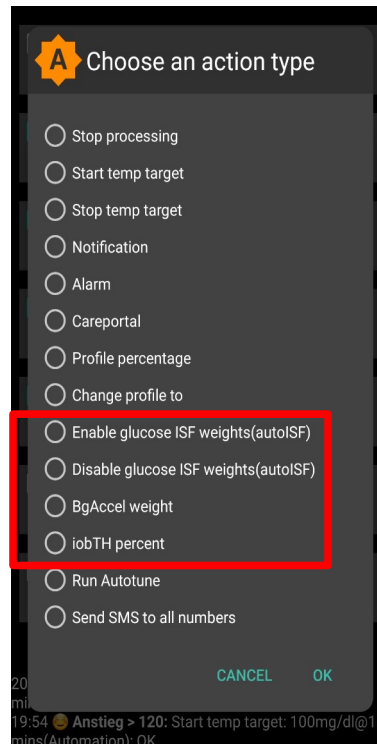 A Choose an action type
Stop processing
Start temp target
Stop temp target
Notification
Alarm
Careportal
Profile percentage
Change profile to
Enable glucose ISF weights(autoISF)
Disable glucose ISF weights(autoISF)
BgAccel weight
iobTH percent
Run Autotune
Send SMS to all numbers
CANCEL OK
20
19:54 😑 Anstieg > 120: Start temp target: 100mg/dl@1
mins(Automation): OK